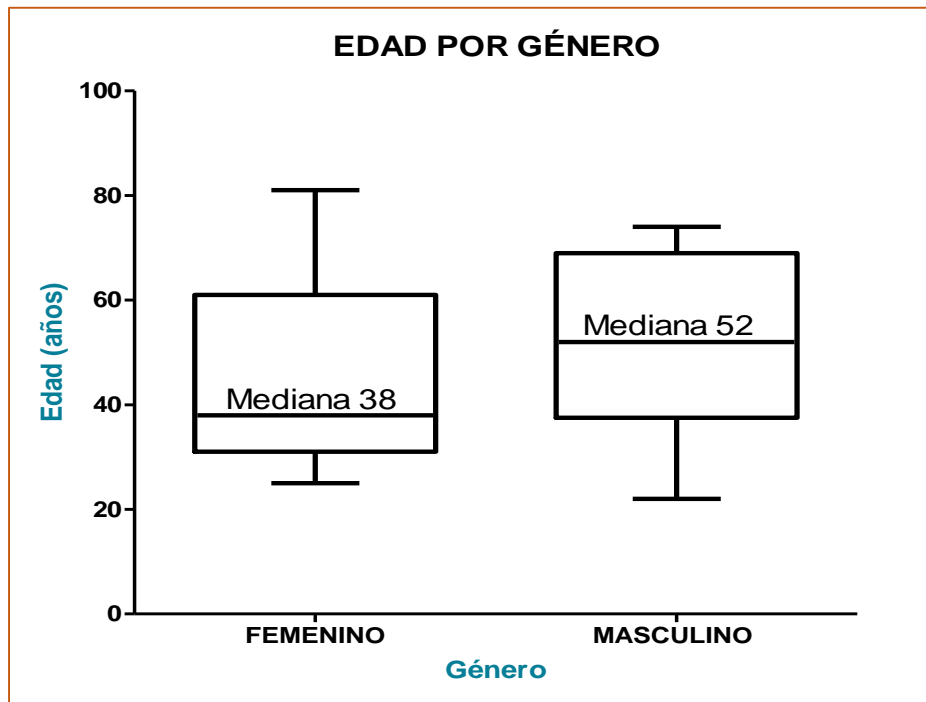 EDAD POR GÉNERO
100
80
60
40
20
0
Edad (años)
Mediana 38
Mediana 52
FEMENINO
MASCULINO
Género